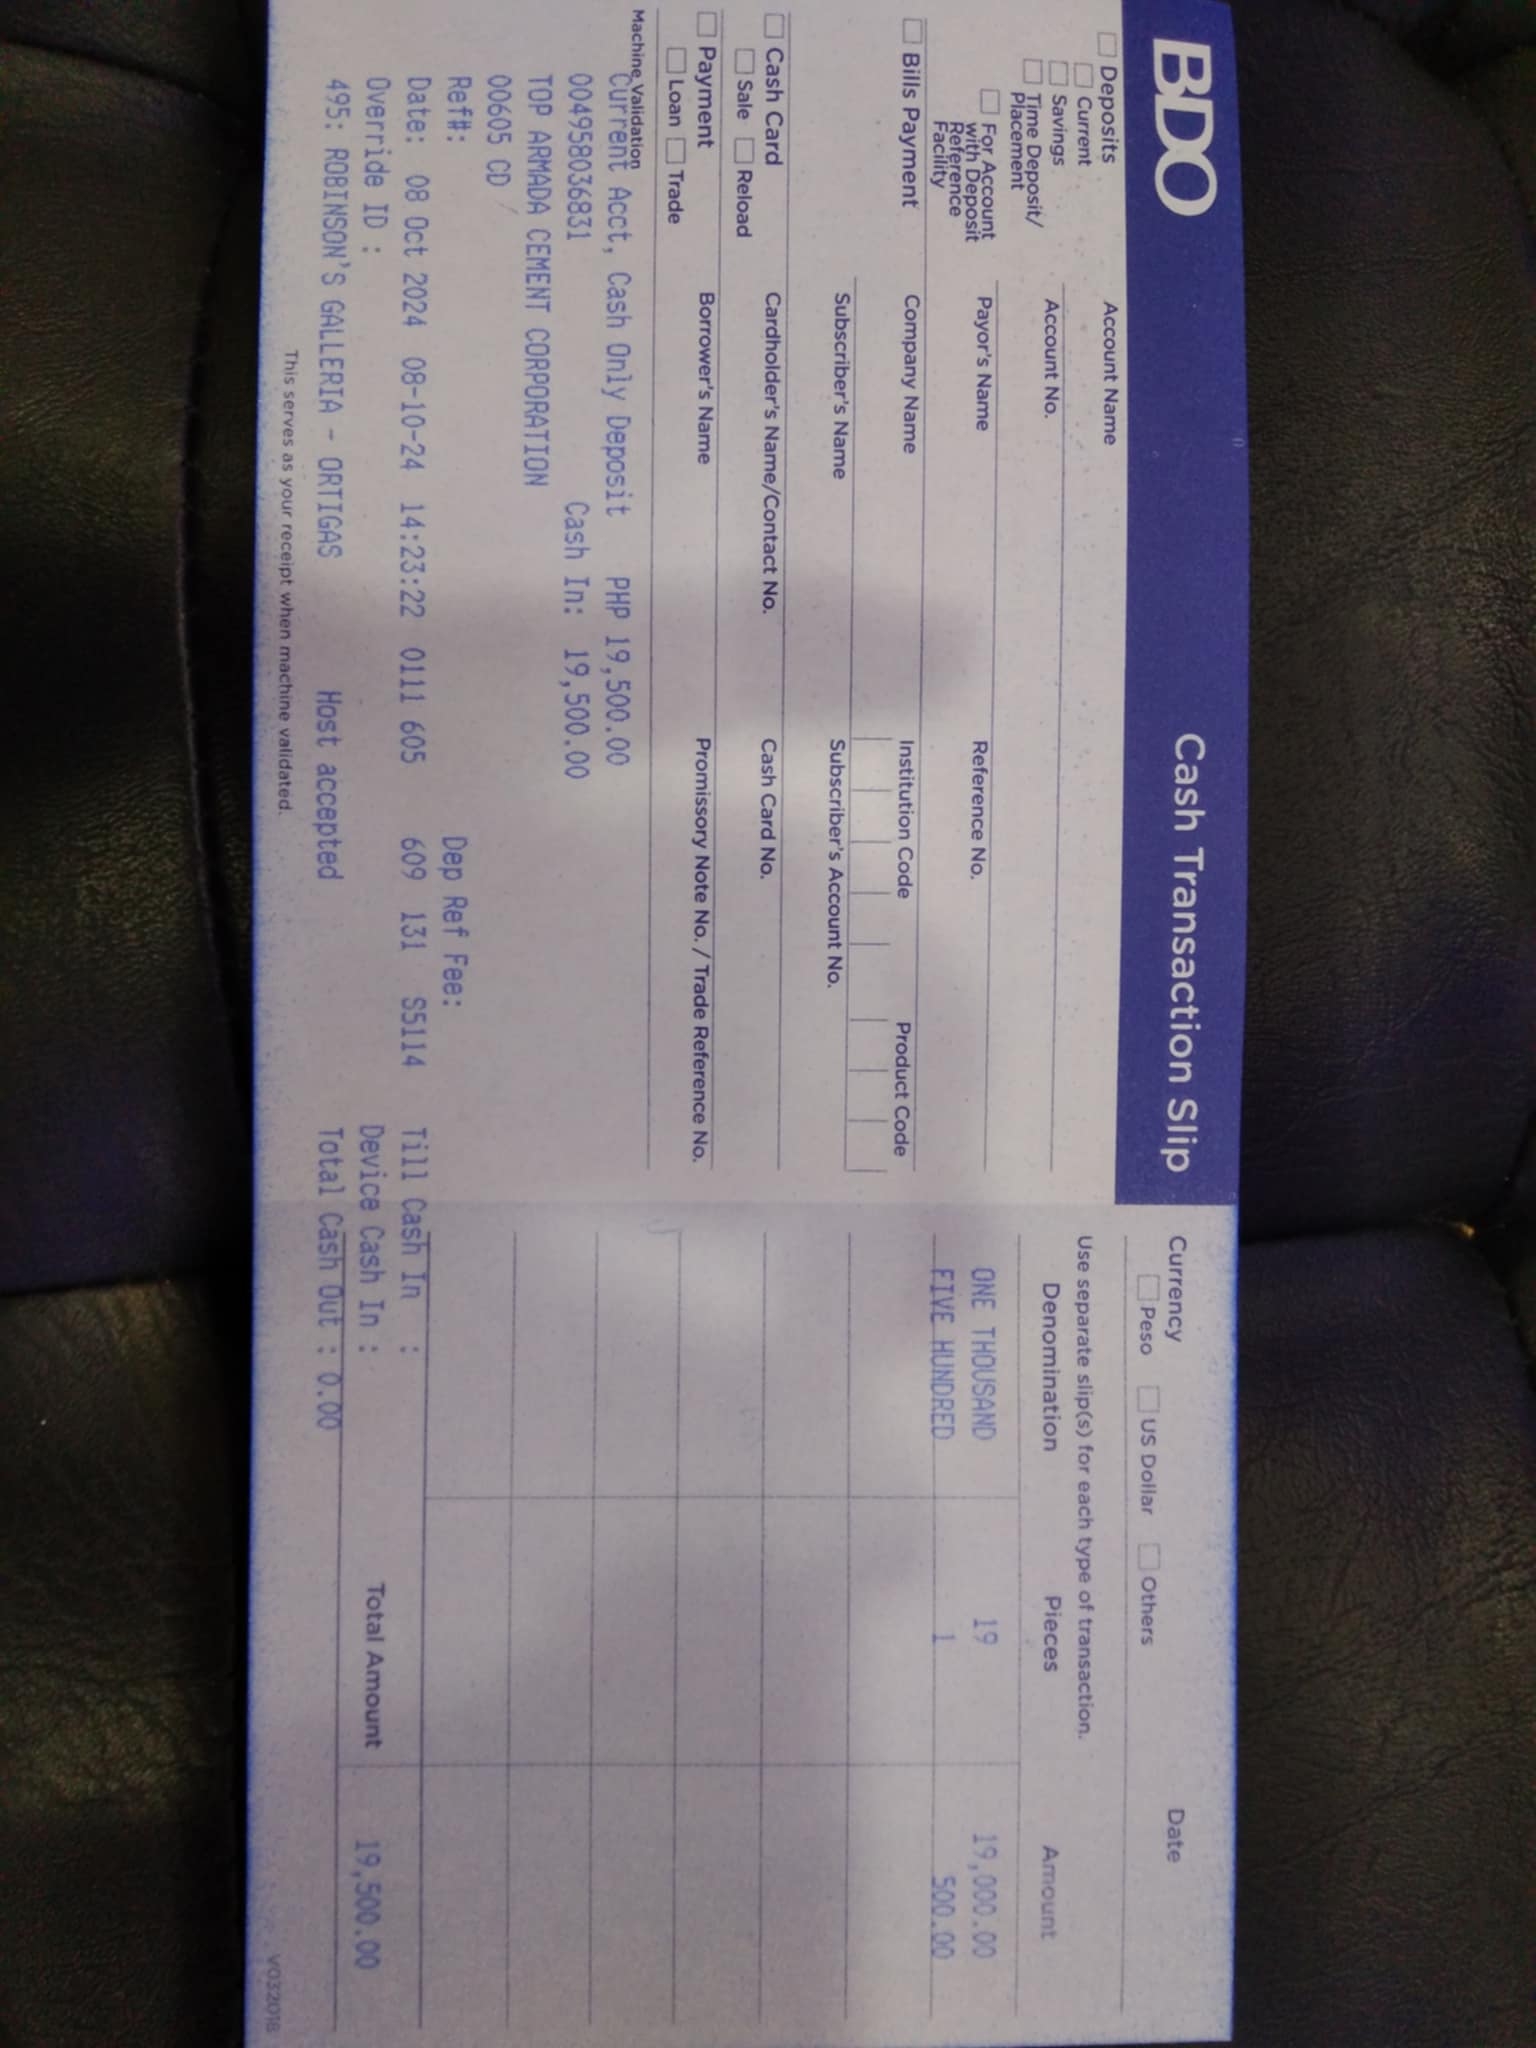 BDO
Cash Transaction Slip
Deposits
Current
Savings
Time Deposit/
Placement
For Account
with Deposit
Reference
Facility
Account Name
Account No.
Payor's Name
Reference No.
Bills Payment
Company Name
Institution Code
Product Code
Subscriber's Name
Subscriber's Account No.
Cash Card
Sale
Reload
Cardholder's Name/Contact No.
Cash Card No.
Payment
Loan
Trade
Borrower's Name
Promissory Note No. / Trade Reference No.
Machine Validation
Current Acct, Cash Only Deposit PHP 19,500.00
004958036831 Cash In: 19,500.00
TOP ARMADA CEMENT CORPORATION
00605 CD
Ref#: Dep Ref Fee:
Date: 08 Oct 2024 08-10-24 14:23:22 0111 605 609 131 S5114 Till Cash In :
Override ID : Device Cash In :
495: ROBINSON'S GALLERIA - ORTIGAS Host accepted Total Cash Out : 0.00
This serves as your receipt when machine validated.
Currency
Date
Peso
US Dollar
Others
Use separate slip(s) for each type of transaction.
Denomination Pieces Amount
ONE THOUSAND 19 19,000.00
FIVE HUNDRED 1 500.00
Total Amount 19,500.00
V032018